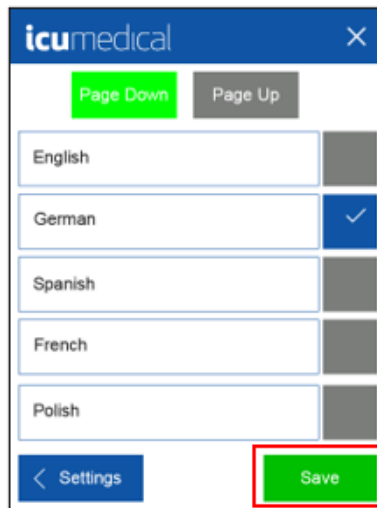 icumedical
Page Down Page Up
English
German
Spanish
French
Polish
Settings Save